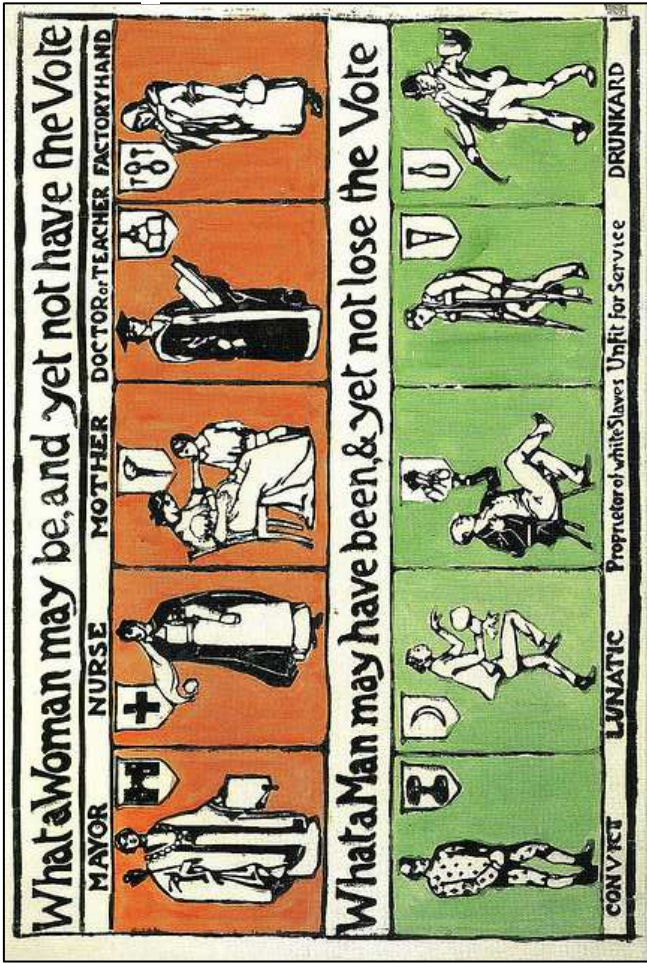 What a Woman may be, and yet not have the Vote
MAYOR NURSE MOTHER DOCTOR or TEACHER FACTORY HAND
What a Man may have been, & yet not lose the Vote
CONVICT LUNATIC Proprietor of white Slaves Unfit for Service DRUNKARD